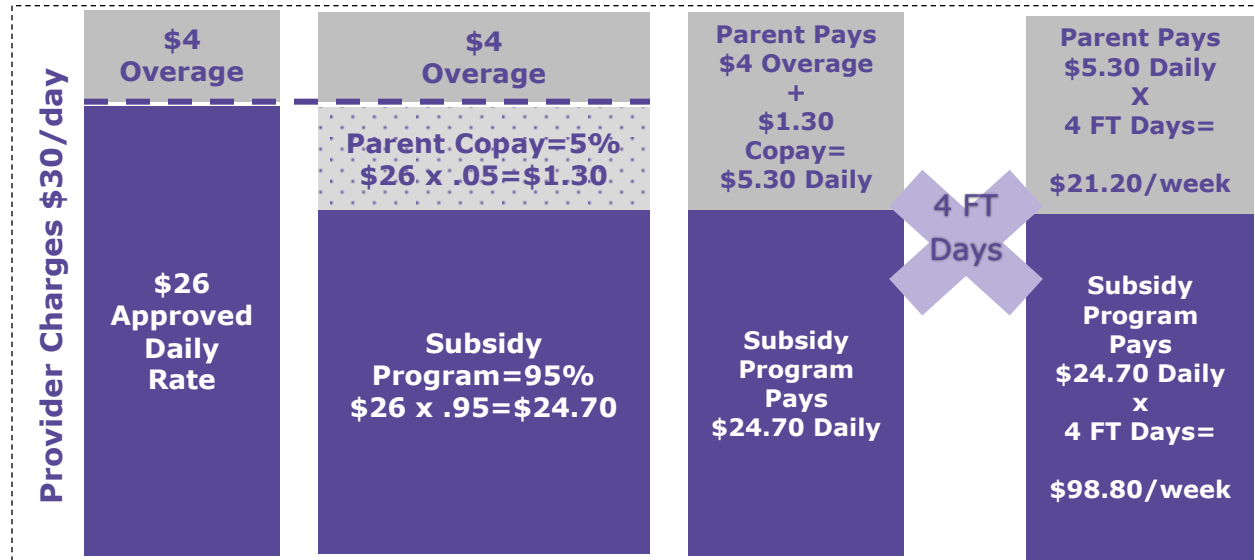 Provider Charges $30/day
$4
Overage
$26
Approved
Daily
Rate
$4
Overage
Parent Copay=5%
$26 x .05=$1.30
Subsidy
Program=95%
$26 x .95=$24.70
Parent Pays
$4 Overage
+
$1.30
Copay=
$5.30 Daily
Subsidy
Program
Pays
$24.70 Daily
4 FT
Days
Parent Pays
$5.30 Daily
X
4 FT Days=
$21.20/week
Subsidy
Program
Pays
$24.70 Daily
x
4 FT Days=
$98.80/week